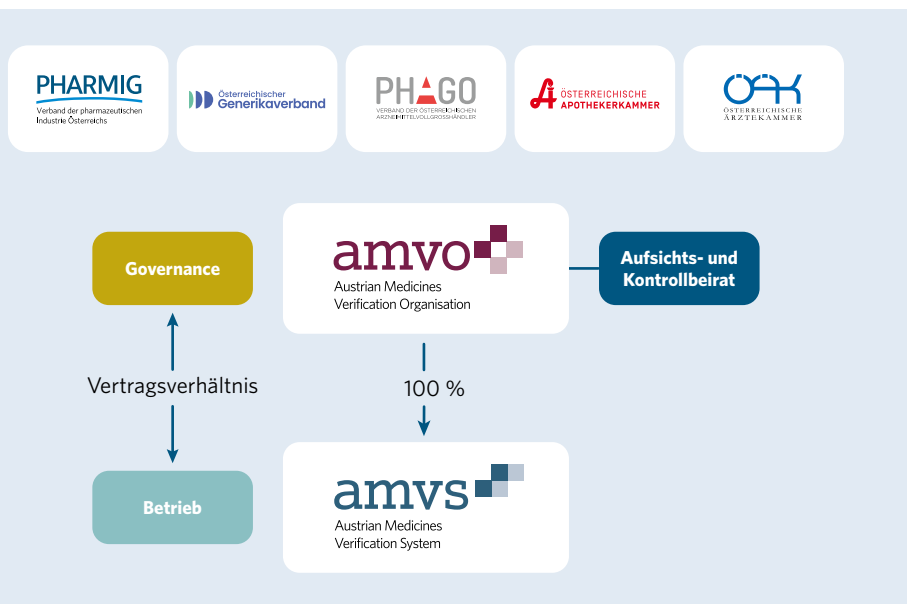 PHARMIG
Verband der pharmazeutischen
Industrie Österreichs
Österreichischer
Generikaverband
PHAGO
VERBAND DER ÖSTERREICHISCHEN
ARZNEIMITTELVOLLGROSSHÄNDLER
ÖSTERREICHISCHE
APOTHEKERKAMMER
ÖÄK
ÖSTERREICHISCHE
ÄRZTEKAMMER
Governance
amvo
Austrian Medicines
Verification Organisation
Aufsichts- und
Kontrollbeirat
Vertragsverhältnis
100 %
Betrieb
amvs
Austrian Medicines
Verification System